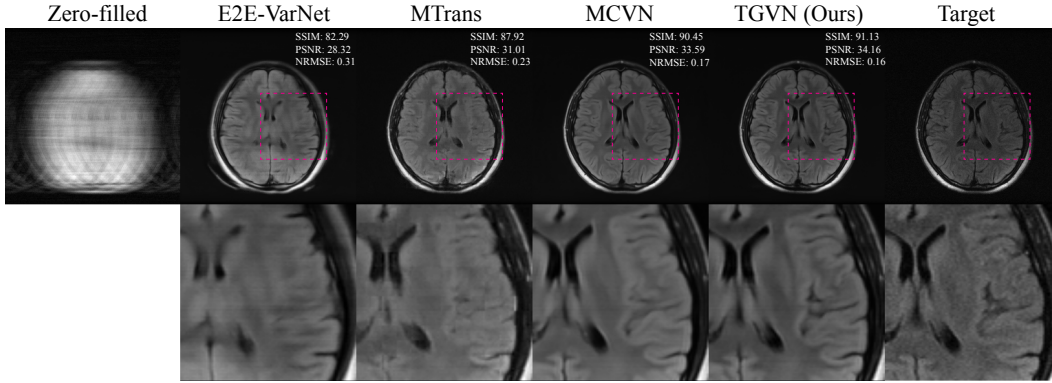 Zero-filled E2E-VarNet MTrans MCVN TGVN (Ours) Target
SSIM: 82.29
PSNR: 28.32
NRMSE: 0.31
SSIM: 87.92
PSNR: 31.01
NRMSE: 0.23
SSIM: 90.45
PSNR: 33.59
NRMSE: 0.17
SSIM: 91.13
PSNR: 34.16
NRMSE: 0.16